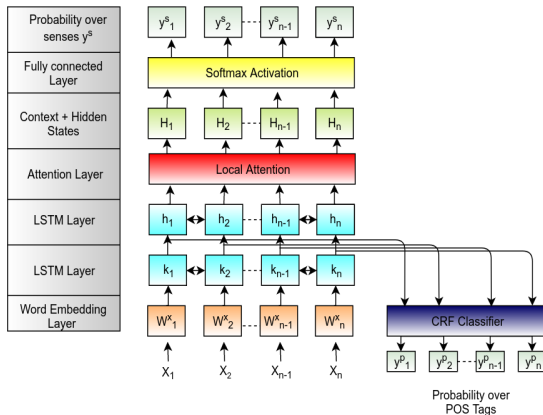 Probability over
senses y^s
y^s_1 y^s_2 y^s_n-1 y^s_n
Fully connected
Layer
Softmax Activation
Context + Hidden
States
H_1 H_2 H_n-1 H_n
Attention Layer
Local Attention
LSTM Layer
h_1 h_2 h_n-1 h_n
LSTM Layer
k_1 k_2 k_n-1 k_n
Word Embedding
Layer
W^x_1 W^x_2 W^x_n-1 W^x_n
X_1 X_2 X_n-1 X_n
CRF Classifier
y^p_1 y^p_2 y^p_n-1 y^p_n
Probability over
POS Tags